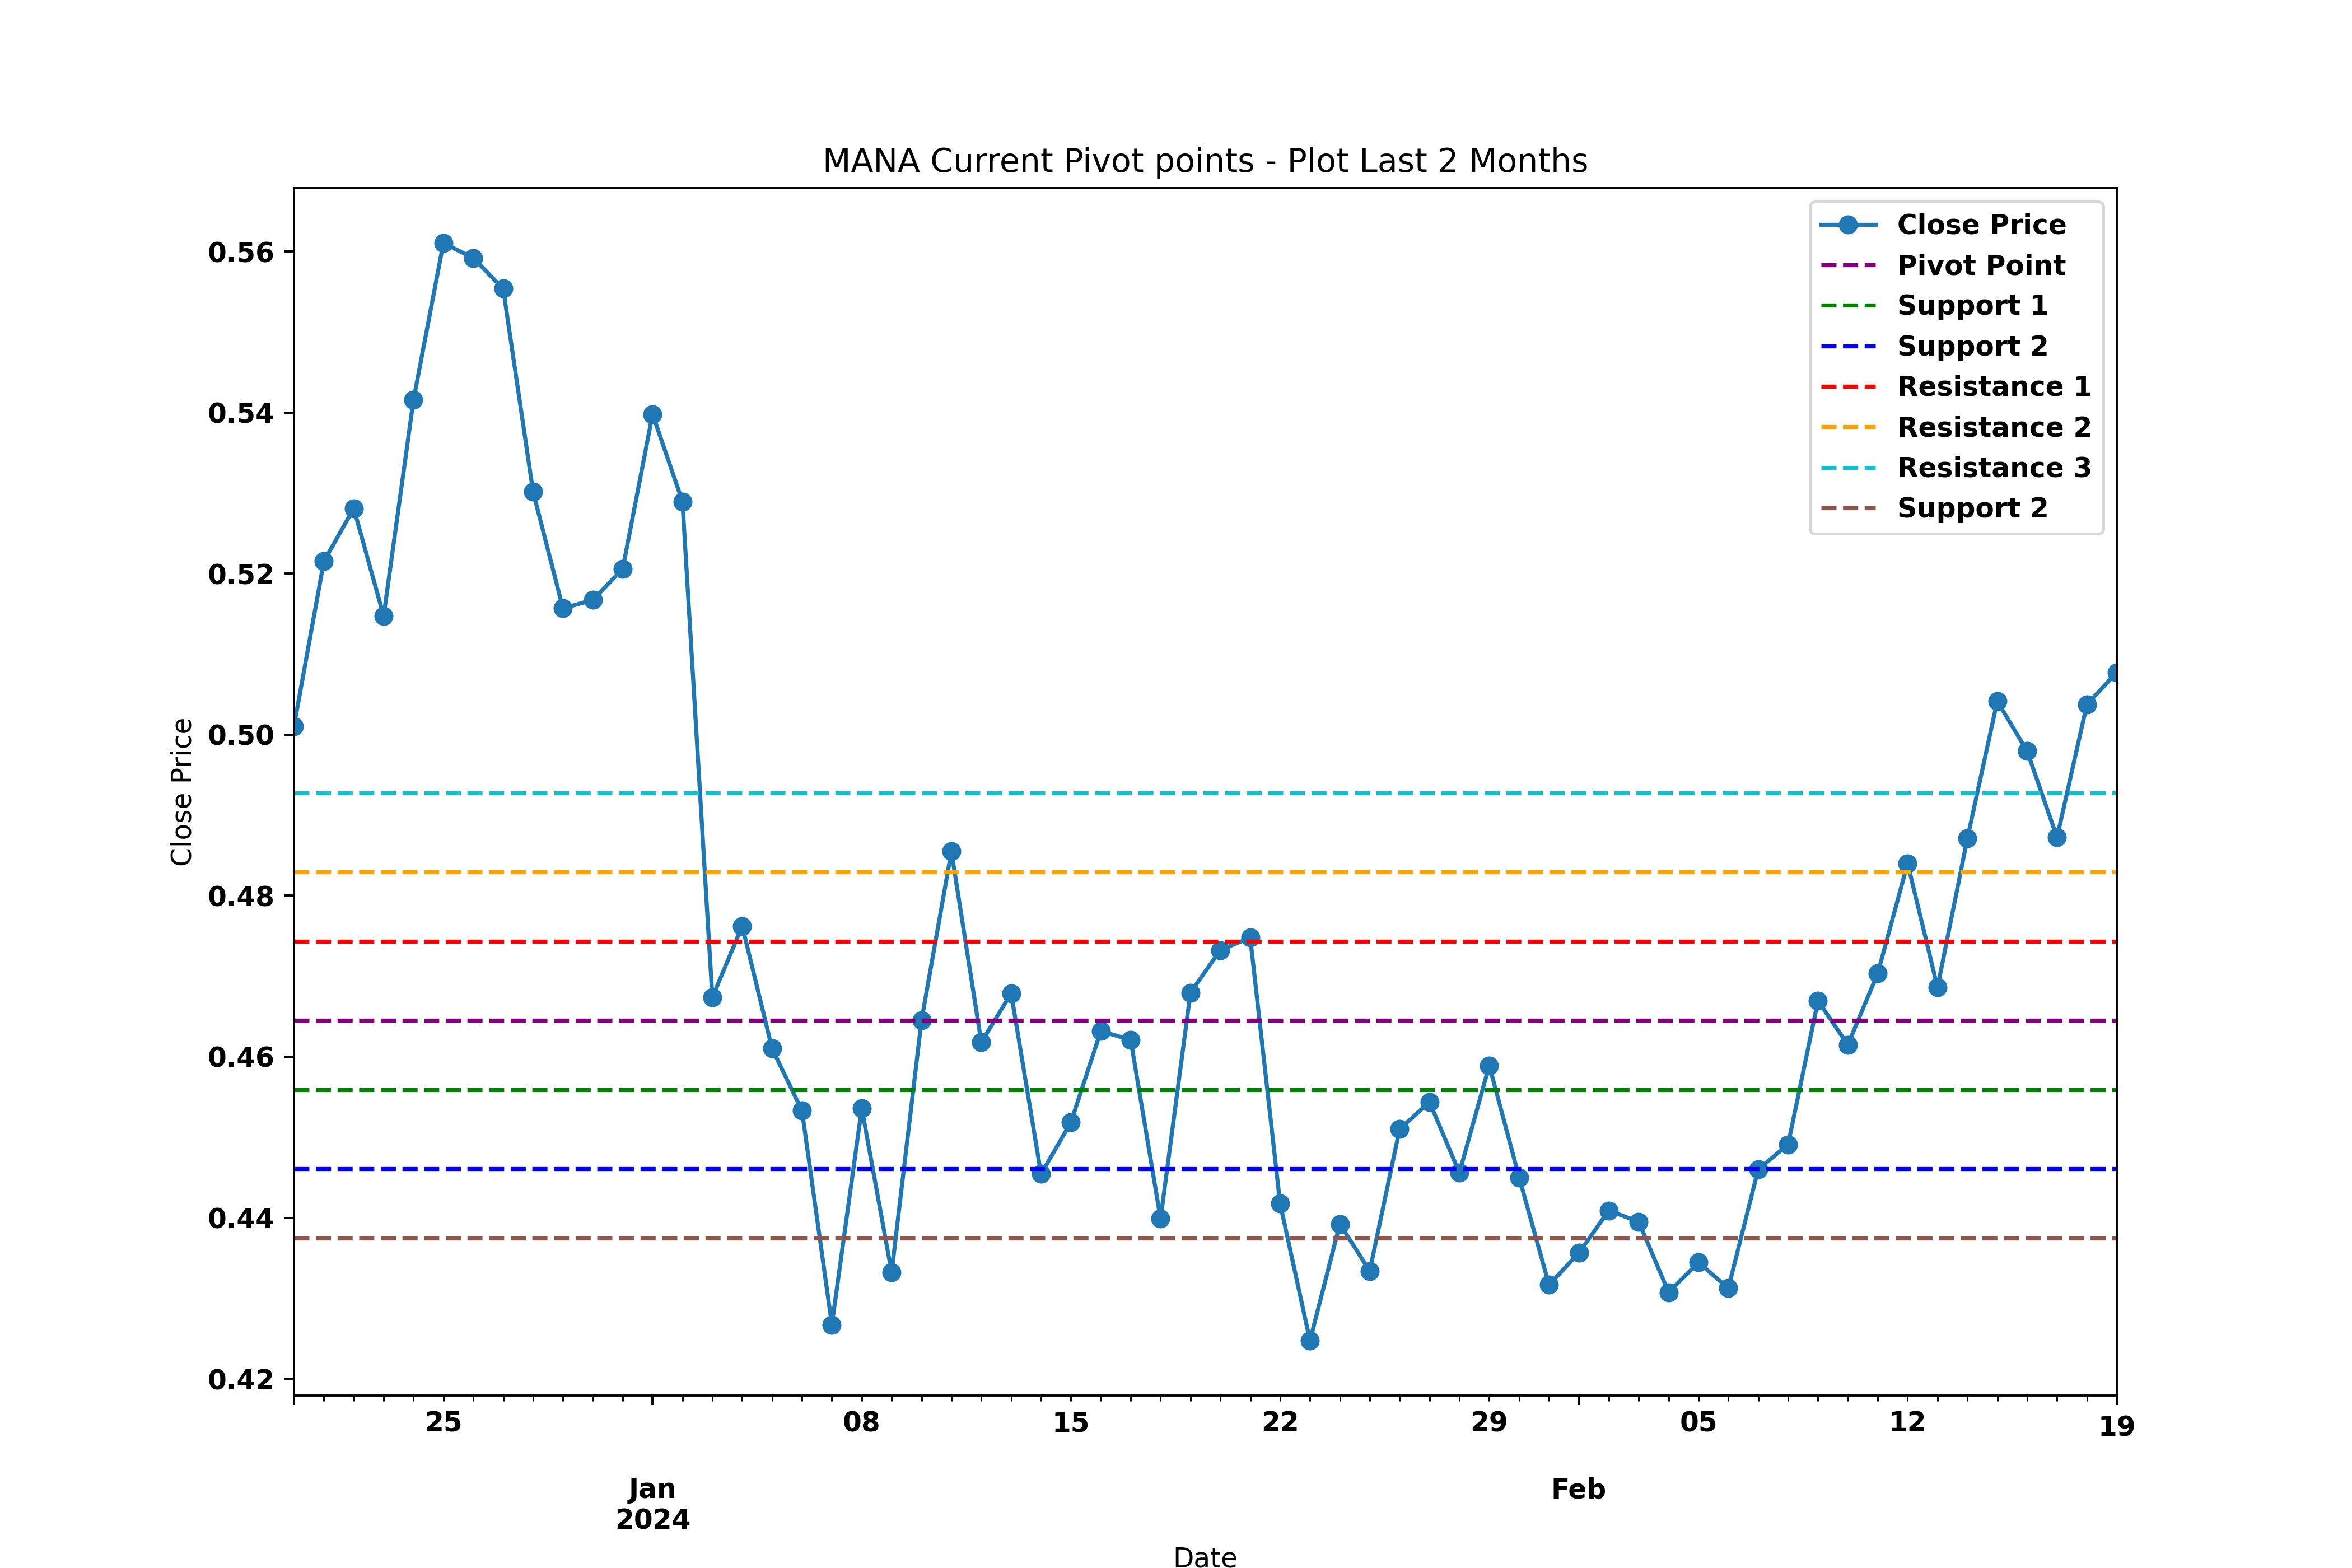 MANA Current Pivot points - Plot Last 2 Months
Close Price
Pivot Point
Support 1
Support 2
Resistance 1
Resistance 2
Resistance 3
Support 2
0.56
0.54
0.52
0.50
0.48
0.46
0.44
0.42
Close Price
25 08 15 22 29 05 12 19
Jan Feb
2024
Date